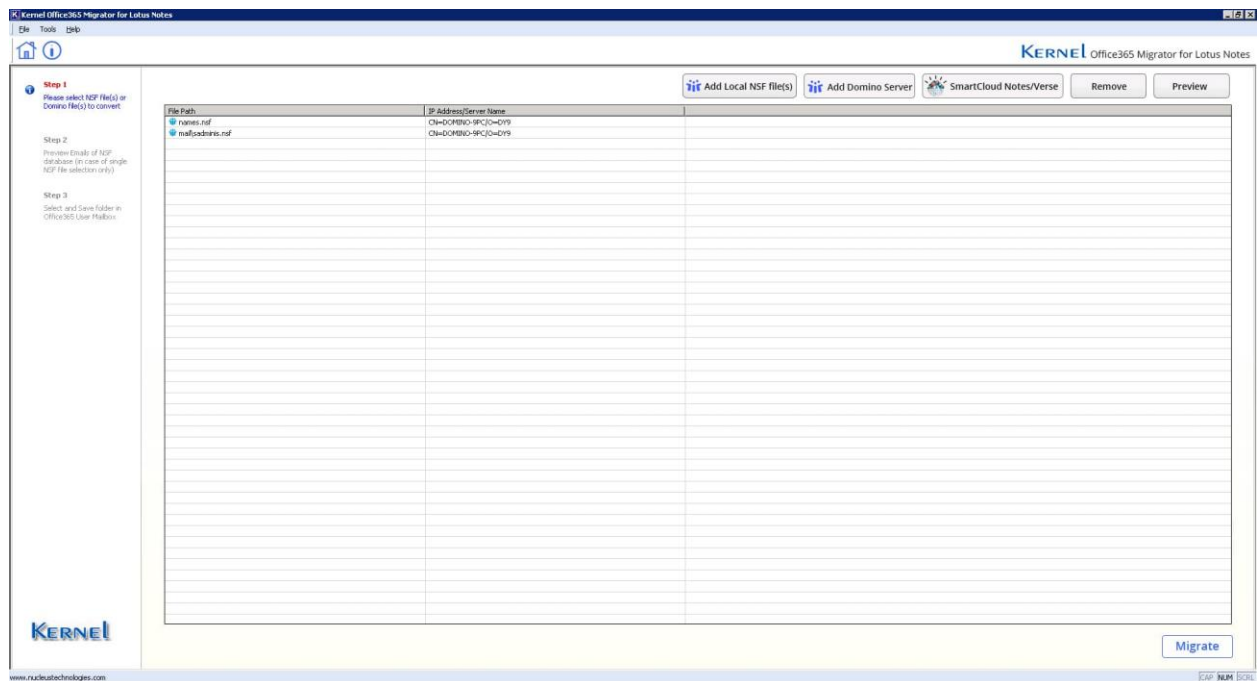 Kernel Office365 Migrator for Lotus Notes
File Tools Help
KERNEL Office365 Migrator for Lotus Notes
Step 1
Please select NSF file(s) or
Domino file(s) to convert
Step 2
Preview Emails of NSF
database (in case of single
NSF file selection only)
Step 3
Select and Save folder in
Office365 User Mailbox
Add Local NSF file(s) Add Domino Server SmartCloud Notes/Verse Remove Preview
File Path IP Address/Server Name
names.nsf CN=DOMINO-9PC/O=DY9
mail\sadminis.nsf CN=DOMINO-9PC/O=DY9
KERNEL
Migrate
www.nucleustechnologies.com CAP NUM SCRL